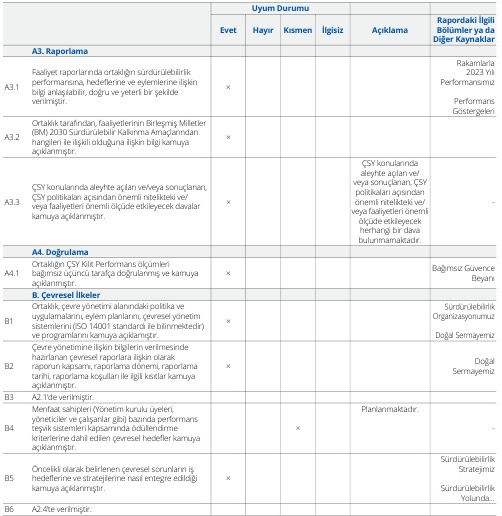 Uyum Durumu
Evet Hayır Kısmen İlgisiz Açıklama Rapordaki İlgili
Bölümler ya da
Diğer Kaynaklar
A3. Raporlama
A3.1
Faaliyet raporlarında ortaklığın sürdürülebilirlik
performansına, hedeflerine ve eylemlerine ilişkin
bilgi anlaşılabilir, doğru ve yeterli bir şekilde
verilmiştir.
×
Rakamlarla
2023 Yılı
Performansımız
Performans
Göstergeleri
A3.2
Ortaklık tarafından, faaliyetlerinin Birleşmiş Milletler
(BM) 2030 Sürdürülebilir Kalkınma Amaçlarından
hangileri ile ilişkili olduğuna ilişkin bilgi kamuya
açıklanmıştır.
×
A3.3
ÇSY konularında aleyhte açılan ve/veya sonuçlanan,
ÇSY politikaları açısından önemli nitelikteki ve/
veya faaliyetleri önemli ölçüde etkileyecek davalar
kamuya açıklanmıştır.
×
ÇSY konularında
aleyhte açılan ve/
veya sonuçlanan, ÇSY
politikaları açısından
önemli nitelikteki ve/
veya faaliyetleri önemli
ölçüde etkileyecek
herhangi bir dava
bulunmamaktadır.
-
A4. Doğrulama
A4.1
Ortaklığın ÇSY Kilit Performans ölçümleri
bağımsız üçüncü tarafça doğrulanmış ve kamuya
açıklanmıştır.
×
Bağımsız Güvence
Beyanı
B. Çevresel İlkeler
B1
Ortaklık, çevre yönetimi alanındaki politika ve
uygulamalarını, eylem planlarını, çevresel yönetim
sistemlerini (ISO 14001 standardı ile bilinmektedir)
ve programlarını kamuya açıklamıştır.
×
Sürdürülebilirlik
Organizasyonumuz
Doğal Sermayemiz
B2
Çevre yönetimine ilişkin bilgilerin verilmesinde
hazırlanan çevresel raporlara ilişkin olarak
raporun kapsamı, raporlama dönemi, raporlama
tarihi, raporlama koşulları ile ilgili kısıtlar kamuya
açıklanmıştır.
×
Doğal
Sermayemiz
B3 A2.1'de verilmiştir.
B4
Menfaat sahipleri (Yönetim kurulu üyeleri,
yöneticiler ve çalışanlar gibi) bazında performans
teşvik sistemleri kapsamında ödüllendirme
kriterlerine dahil edilen çevresel hedefler kamuya
açıklanmıştır.
×
Planlanmaktadır.
-
B5
Öncelikli olarak belirlenen çevresel sorunların iş
hedeflerine ve stratejilerine nasıl entegre edildiği
kamuya açıklanmıştır.
×
Sürdürülebilirlik
Stratejimiz
Sürdürülebilirlik
Yolunda...
B6 A2.4'te verilmiştir.